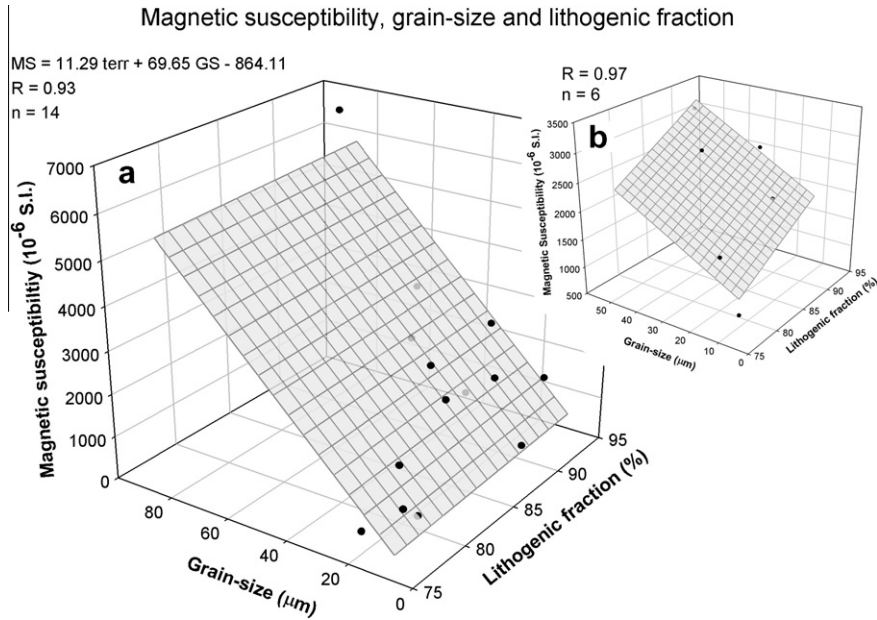 Magnetic susceptibility, grain-size and lithogenic fraction
MS = 11.29 terr + 69.65 GS - 864.11
R = 0.93
n = 14
a
7000
6000
5000
4000
3000
2000
1000
0
Magnetic susceptibiltiy (10⁻⁶ S.I.)
80
60
40
20
0
Grain-size (μm)
75
80
85
90
95
Lithogenic fraction (%)
R = 0.97
n = 6
b
3500
3000
2500
2000
1500
1000
500
Magnetic Susceptibility (10⁻⁶ S.I.)
50
40
30
20
10
0
Grain-size (μm)
75
80
85
90
95
Lithogenic fraction (%)